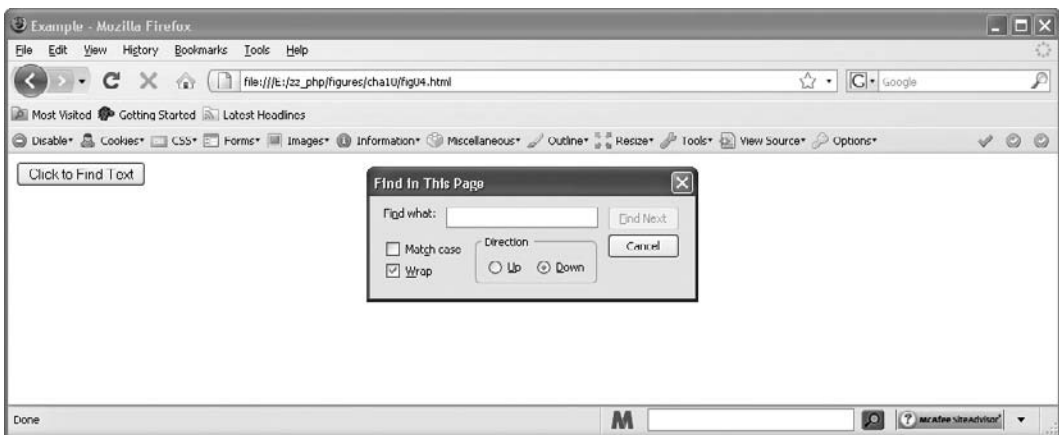 Example - Mozilla Firefox
File Edit View History Bookmarks Tools Help
file:///E:/zz_php/figures/cha10/fig04.html G Google
Most Visited Getting Started Latest Headlines
Disable Cookies CSS Forms Images Information Miscellaneous Outline Resize Tools View Source Options
Click to Find Text
Find In This Page
Find what: Find Next
Match case Direction Cancel
Wrap Up Down
Done M ? McAfee SiteAdvisor